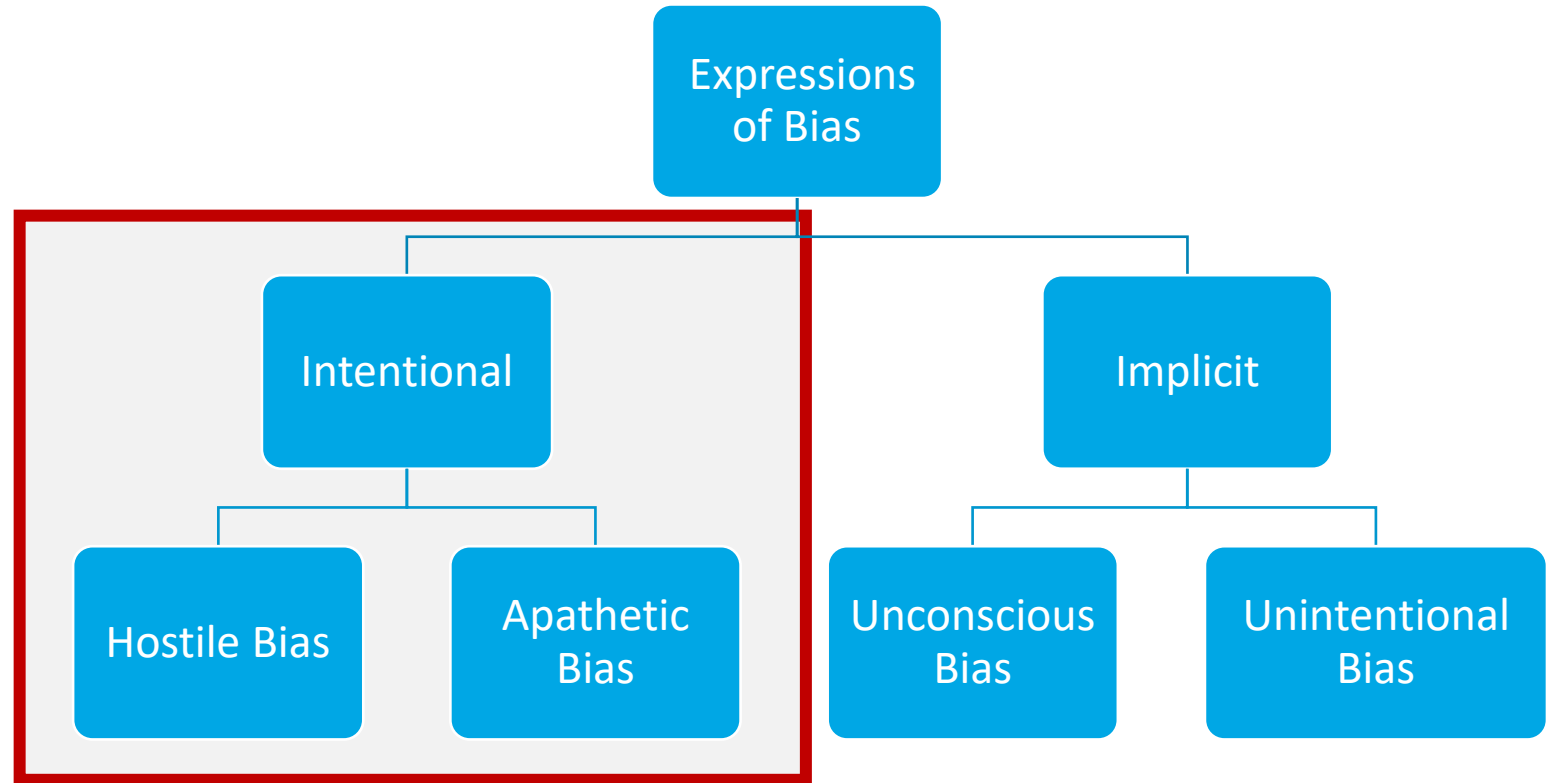 Expressions
of Bias
Intentional
Implicit
Hostile Bias
Apathetic
Bias
Unconscious
Bias
Unintentional
Bias